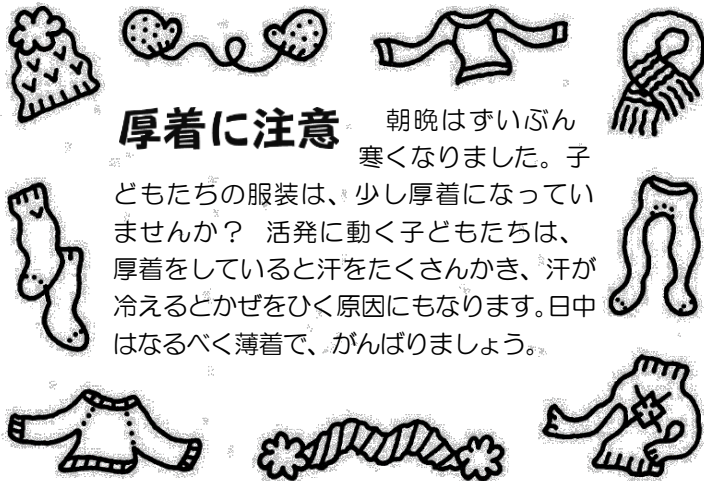 厚着に注意 朝晩はずいぶん
寒くなりました。子
どもたちの服装は、少し厚着になってい
ませんか? 活発に動く子どもたちは、
厚着をしていると汗をたくさんかき、汗が
冷えるとかぜをひく原因にもなります。日中
はなるべく薄着で、がんばりましょう。